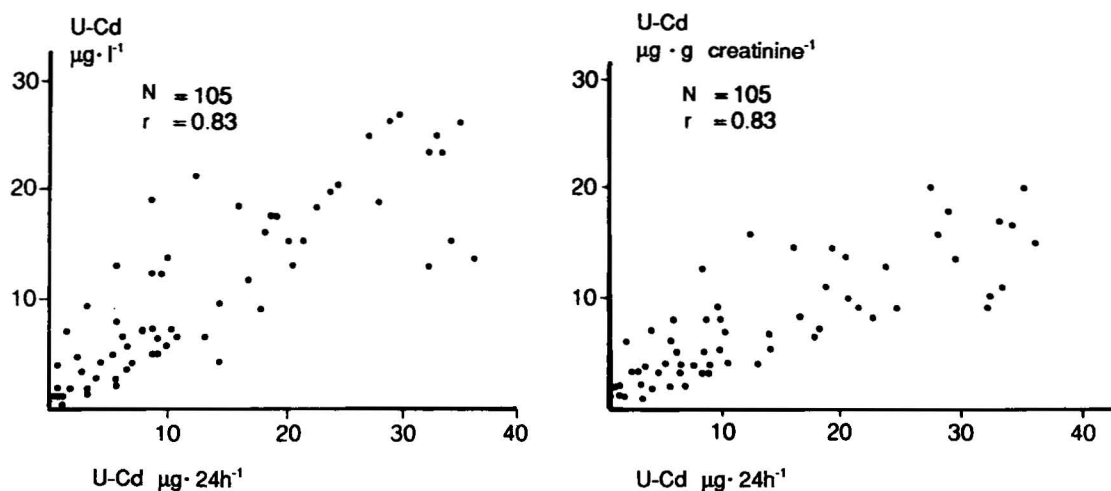 U-Cd
µg · l⁻¹
30
20
10
N = 105
r = 0.83
10 20 30 40
U-Cd µg · 24h⁻¹
U-Cd
µg · g creatinine⁻¹
30
20
10
N = 105
r = 0.83
10 20 30 40
U-Cd µg · 24h⁻¹